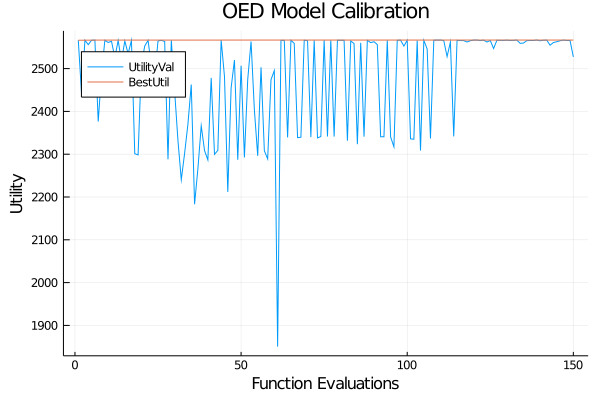 OED Model Calibration
Utility
2500
2400
2300
2200
2100
2000
1900
UtilityVal
BestUtil
0
50
100
150
Function Evaluations